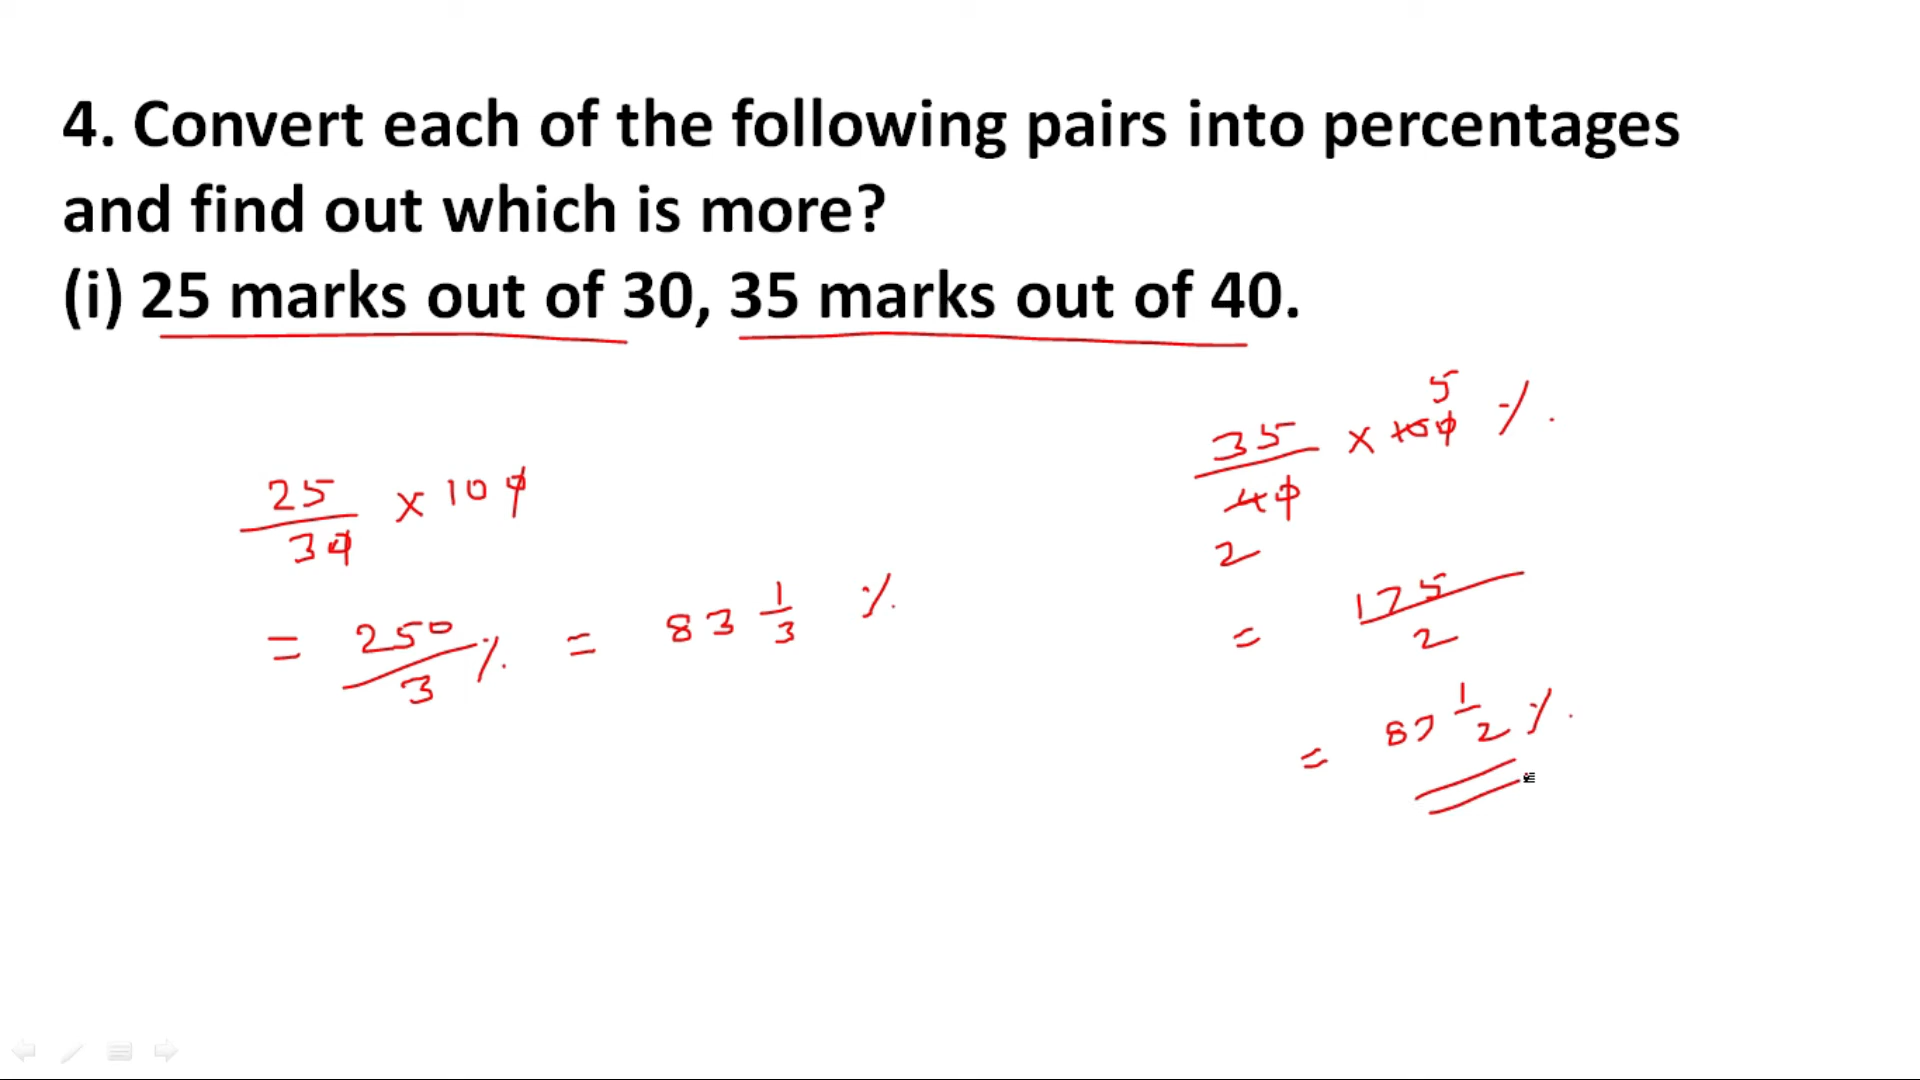 4. Convert each of the following pairs into percentages
and find out which is more?
(i) 25 marks out of 30, 35 marks out of 40.
25/30 × 100
= 250/3 % = 83 1/3 %
5
35/40 × 100 %.
2
= 175/2
= 87 1/2 %.